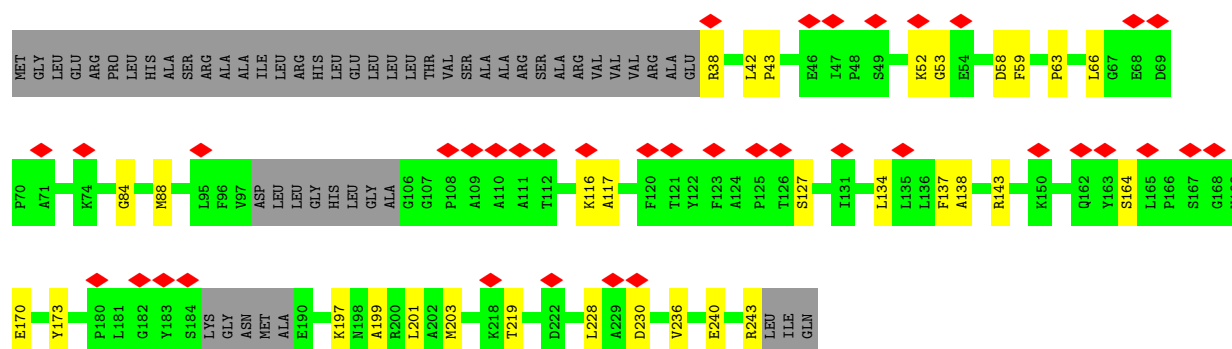 MET GLY LEU GLU ARG PRO LEU HIS ALA SER ARG ALA ALA ILE LEU ARG HIS LEU GLU LEU LEU LEU THR VAL SER ALA ALA ARG SER ALA ALA ARG VAL VAL VAL ARG ALA GLU R38 L42 P43 E46 I47 P48 S49 K52 G53 E54 D58 F59 P63 L66 G67 E68 D69
P70 A71 K74 G84 M88 L95 F96 V97 ASP LEU LEU GLY HIS LEU GLY ALA G106 G107 P108 A109 A110 A111 T112 K116 A117 F120 T121 Y122 F123 A124 P125 T126 S127 I131 L134 L135 L136 F137 A138 R143 K150 Q162 Y163 S164 L165 P166 S167 G168
E170 Y173 P180 L181 G182 Y183 S184 LYS GLY ASN MET ALA E190 K197 N198 A199 R200 L201 A202 M203 K218 T219 D222 L228 A229 D230 V236 E240 R243 LEU ILE GLN